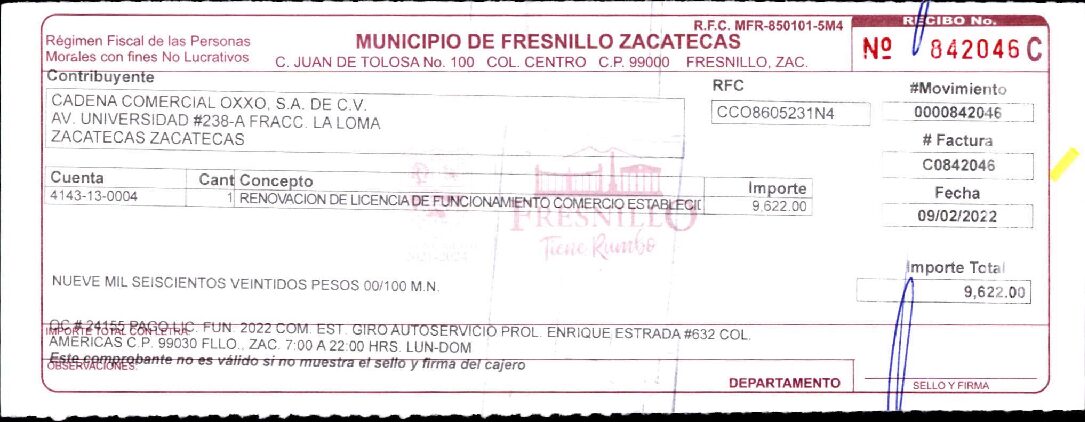 R.F.C. MFR-850101-5M4
RECIBO No.
Régimen Fiscal de las Personas
Morales con fines No Lucrativos
MUNICIPIO DE FRESNILLO ZACATECAS
C. JUAN DE TOLOSA No. 100 COL. CENTRO C.P. 99000 FRESNILLO, ZAC.
Nº 842046 C
Contribuyente
CADENA COMERCIAL OXXO, S.A. DE C.V.
AV. UNIVERSIDAD #238-A FRACC. LA LOMA
ZACATECAS ZACATECAS
RFC
CCO8605231N4
#Movimiento
0000842046
# Factura
C0842046
Fecha
09/02/2022
Cuenta Cant Concepto Importe
4143-13-0004 1 RENOVACION DE LICENCIA DE FUNCIONAMIENTO COMERCIO ESTABLECID 9,622.00
FRESNILLO
Tiene Rumbo
2021-2024
Importe Total
9,622.00
NUEVE MIL SEISCIENTOS VEINTIDOS PESOS 00/100 M.N.
IMPORTE TOTAL CON LETRA:
OC # 24155 PAGO LIC. FUN. 2022 COM. EST. GIRO AUTOSERVICIO PROL. ENRIQUE ESTRADA #632 COL.
AMERICAS C.P. 99030 FLLO., ZAC. 7:00 A 22:00 HRS. LUN-DOM
Este comprobante no es válido si no muestra el sello y firma del cajero
OBSERVACIONES:
DEPARTAMENTO
SELLO Y FIRMA